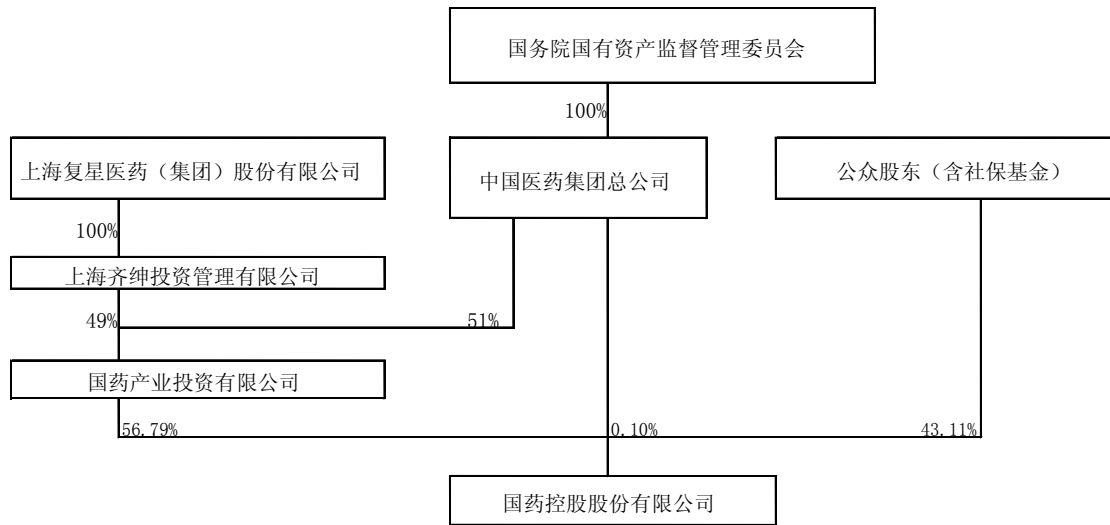 国务院国有资产监督管理委员会
100%
上海复星医药（集团）股份有限公司
中国医药集团总公司
公众股东（含社保基金）
100%
上海齐绅投资管理有限公司
49%
51%
国药产业投资有限公司
56.79%
0.10%
43.11%
国药控股股份有限公司